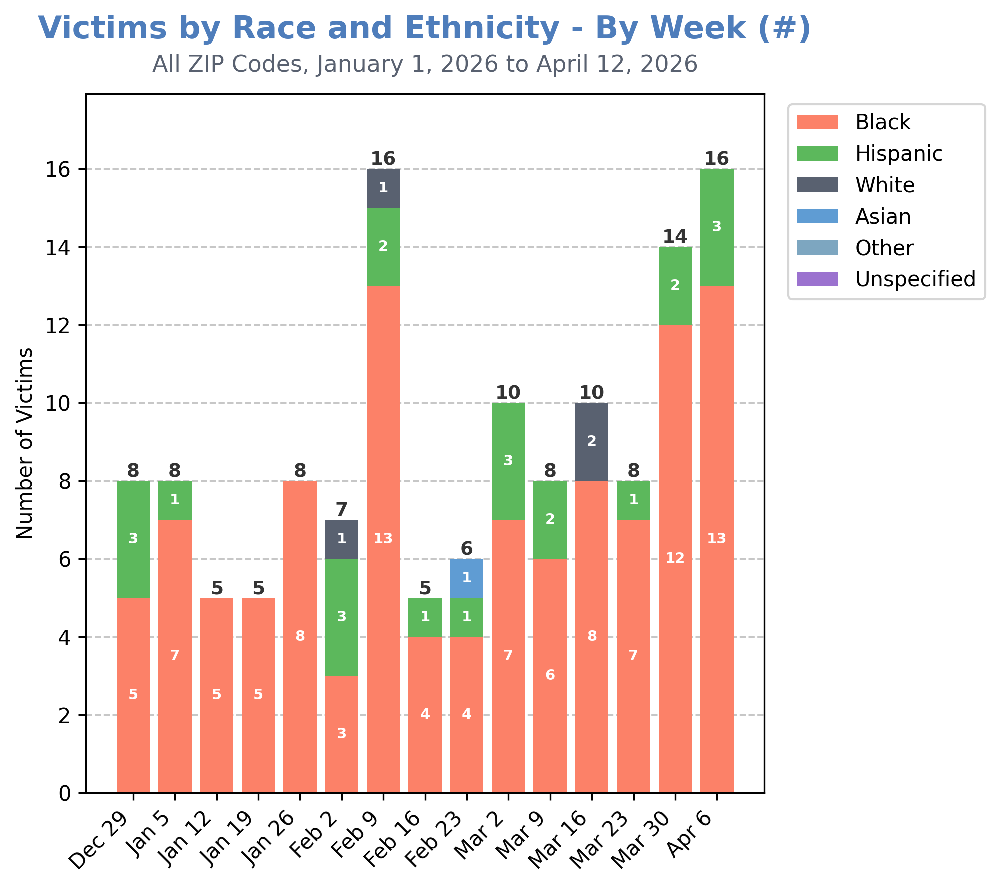 Victims by Race and Ethnicity - By Week (#)
All ZIP Codes, January 1, 2026 to April 12, 2026
Number of Victims
16
14
12
10
8
6
4
2
0
8
3
5
8
1
7
5
5
5
5
8
8
7
1
3
3
16
1
2
13
5
1
4
6
1
1
4
10
3
7
8
2
6
10
2
8
8
1
7
14
2
12
16
3
13
Dec 29
Jan 5
Jan 12
Jan 19
Jan 26
Feb 2
Feb 9
Feb 16
Feb 23
Mar 2
Mar 9
Mar 16
Mar 23
Mar 30
Apr 6
Black
Hispanic
White
Asian
Other
Unspecified